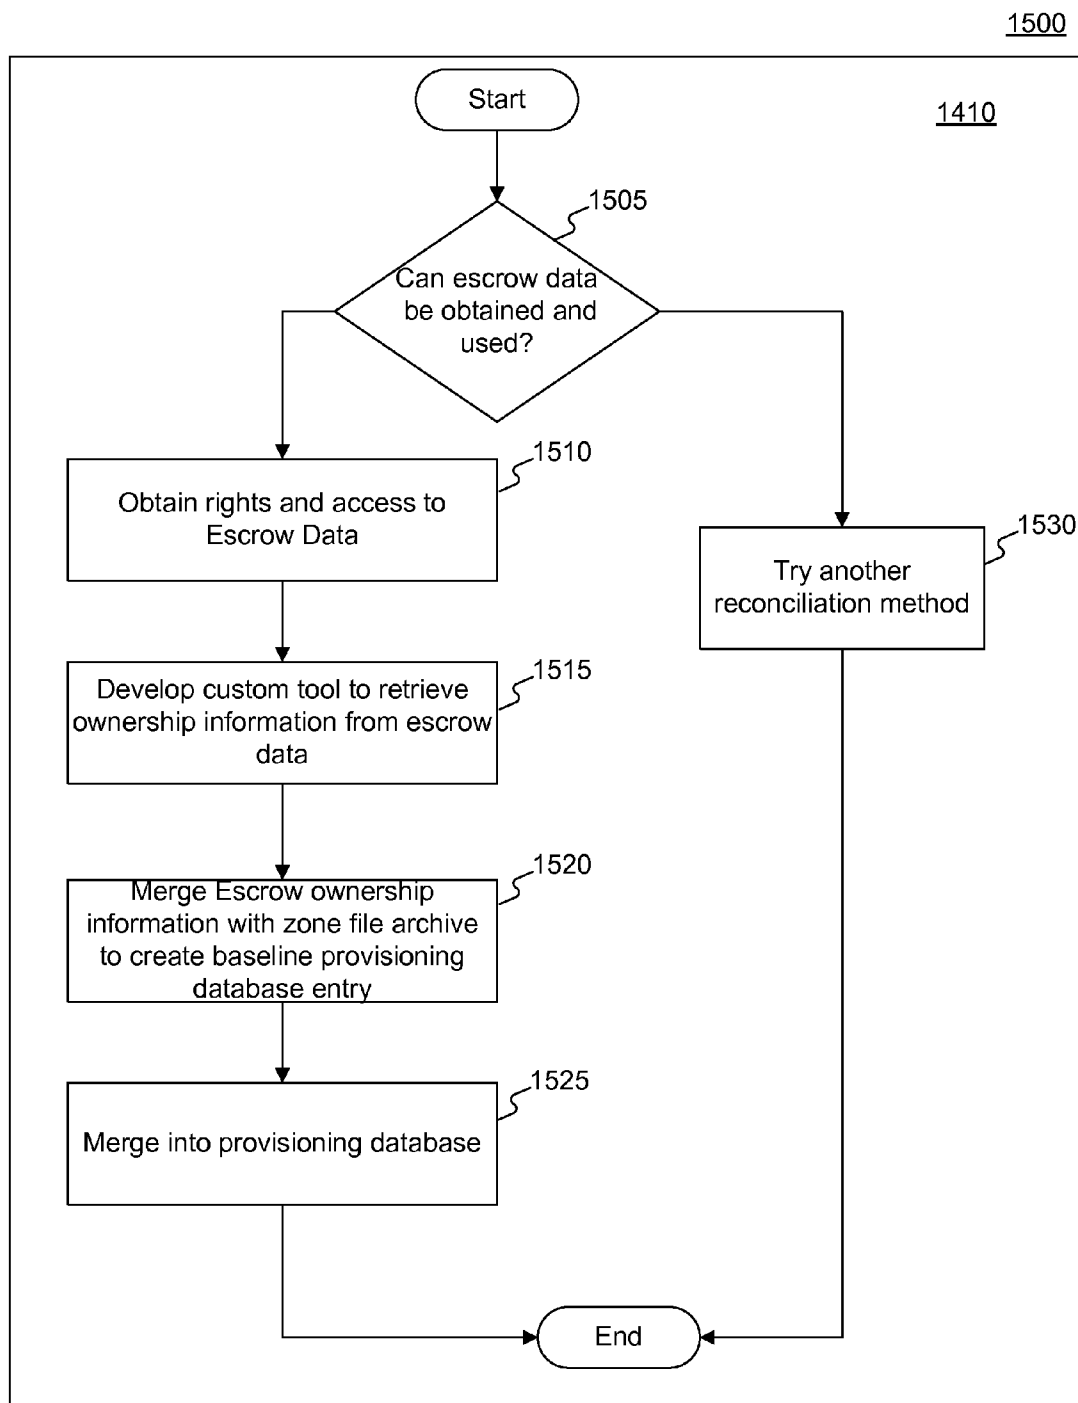 1500
Start
1410
1505
Can escrow data
be obtained and
used?
1510
Obtain rights and access to
Escrow Data
1530
Try another
reconciliation method
1515
Develop custom tool to retrieve
ownership information from escrow
data
1520
Merge Escrow ownership
information with zone file archive
to create baseline provisioning
database entry
1525
Merge into provisioning database
End